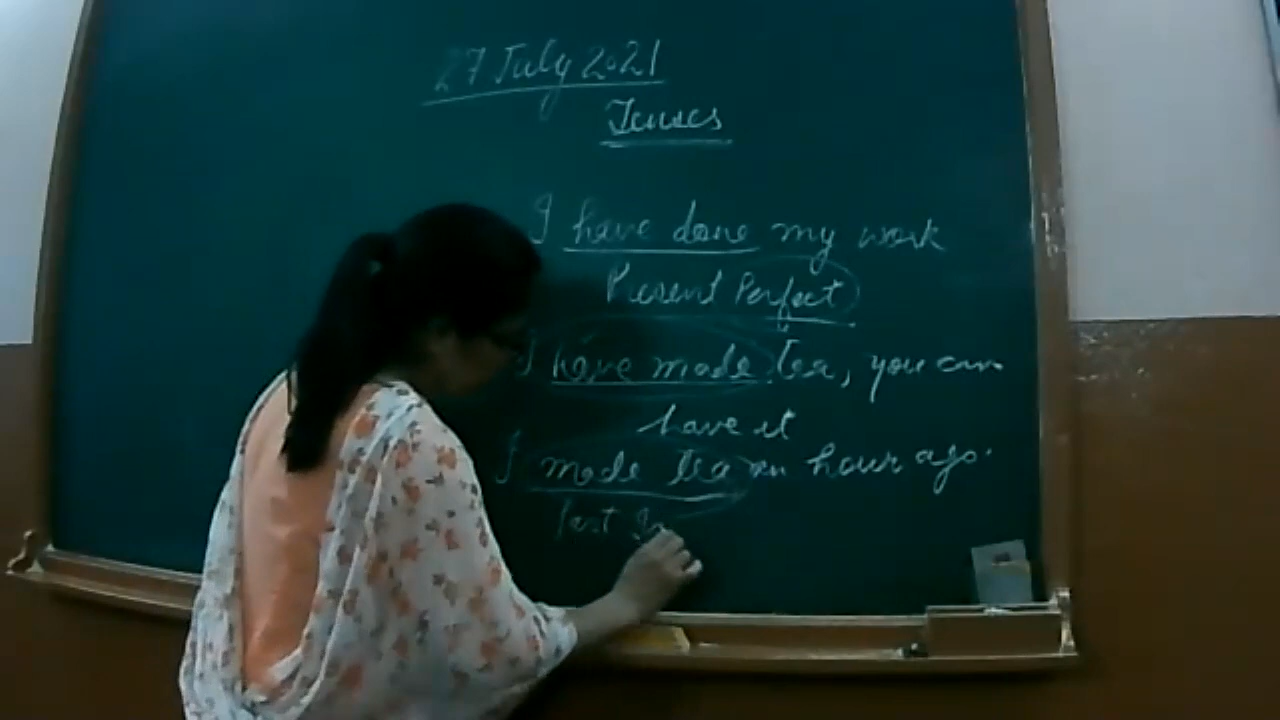 27 July 2021
Tenses
I have done my work
Present Perfect
I have made tea, you can
have it
I made tea an hour ago.
Past In